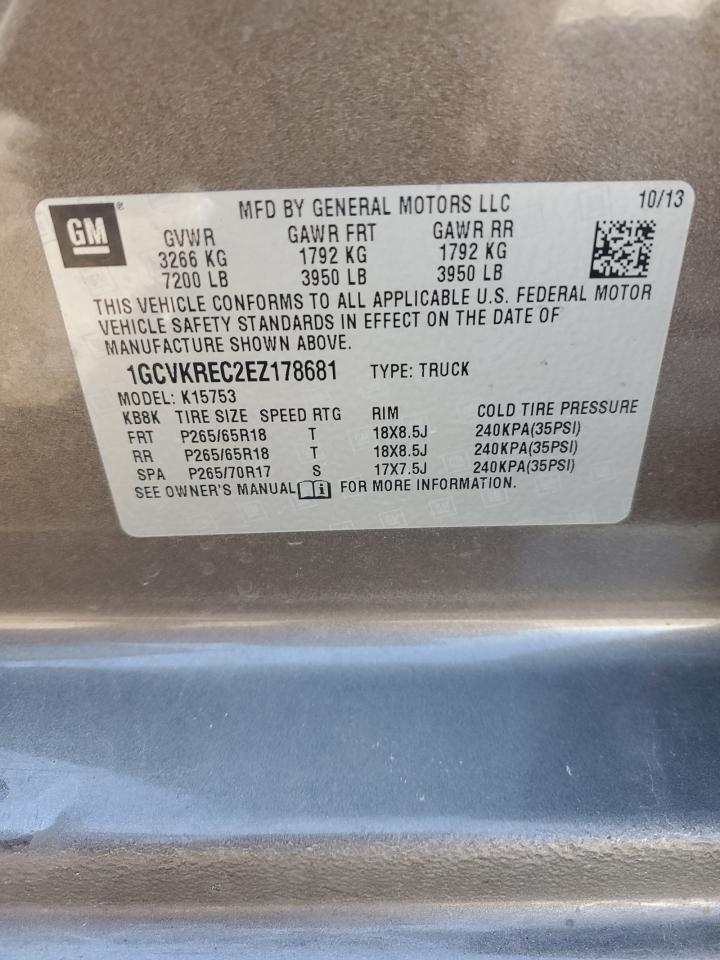 GM® MFD BY GENERAL MOTORS LLC 10/13
GVWR GAWR FRT GAWR RR
3266 KG 1792 KG 1792 KG
7200 LB 3950 LB 3950 LB
THIS VEHICLE CONFORMS TO ALL APPLICABLE U.S. FEDERAL MOTOR
VEHICLE SAFETY STANDARDS IN EFFECT ON THE DATE OF
MANUFACTURE SHOWN ABOVE.
1GCVKREC2EZ178681 TYPE: TRUCK
MODEL: K15753
KB8K TIRE SIZE SPEED RTG RIM COLD TIRE PRESSURE
FRT P265/65R18 T 18X8.5J 240KPA(35PSI)
RR P265/65R18 T 18X8.5J 240KPA(35PSI)
SPA P265/70R17 S 17X7.5J 240KPA(35PSI)
SEE OWNER'S MANUAL i FOR MORE INFORMATION.